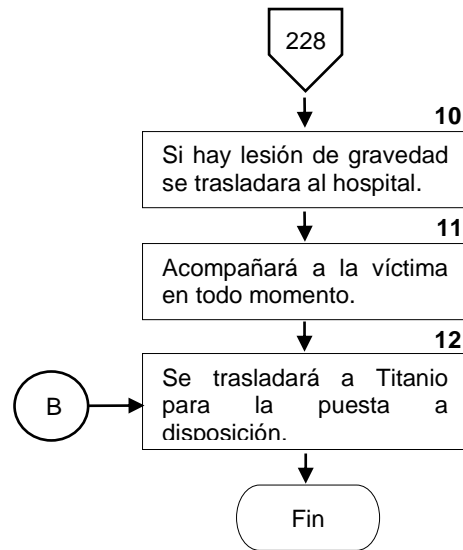 228
10
Si hay lesión de gravedad
se trasladara al hospital.
11
Acompañará a la víctima
en todo momento.
12
Se trasladará a Titanio
para la puesta a
disposición.
B
Fin